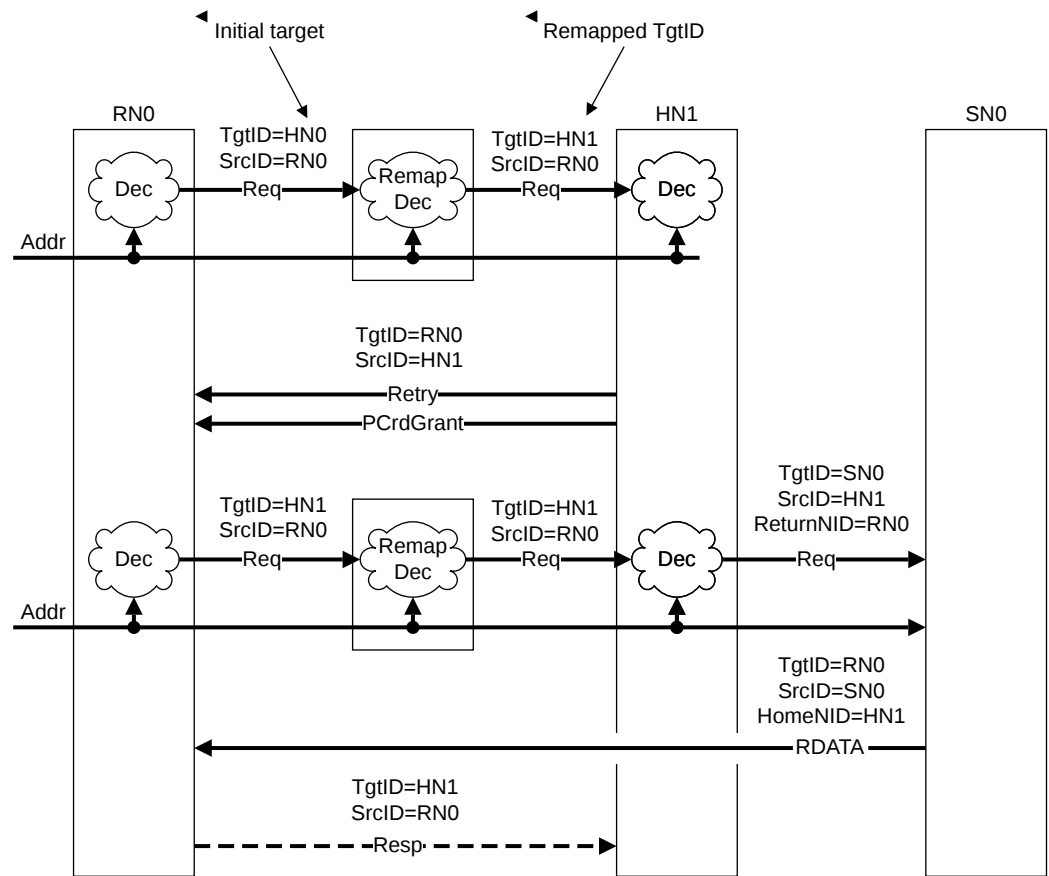 Initial target
Remapped TgtID
RN0
HN1
SN0
TgtID=HN0
SrcID=RN0
Req
TgtID=HN1
SrcID=RN0
Req
Dec
Remap
Dec
Dec
Addr
TgtID=RN0
SrcID=HN1
Retry
PCrdGrant
TgtID=SN0
SrcID=HN1
ReturnNID=RN0
Req
TgtID=HN1
SrcID=RN0
Req
TgtID=HN1
SrcID=RN0
Req
Dec
Remap
Dec
Dec
Addr
TgtID=RN0
SrcID=SN0
HomeNID=HN1
RDATA
TgtID=HN1
SrcID=RN0
Resp